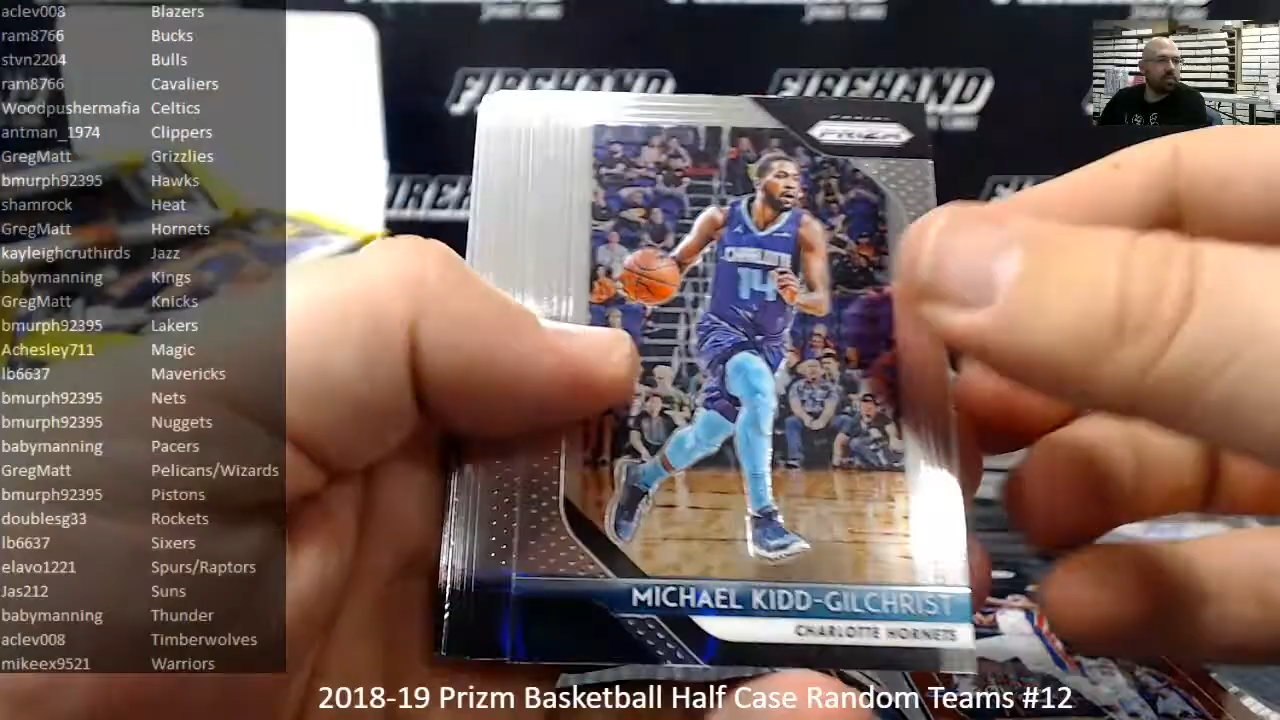 aclev008 Blazers
ram8766 Bucks
stvn2204 Bulls
ram8766 Cavaliers
Woodpushermafia Celtics
antman_1974 Clippers
GregMatt Grizzlies
bmurph92395 Hawks
shamrock Heat
GregMatt Hornets
kayleighcruthirds Jazz
babymanning Kings
GregMatt Knicks
bmurph92395 Lakers
Achesley711 Magic
lb6637 Mavericks
bmurph92395 Nets
bmurph92395 Nuggets
babymanning Pacers
GregMatt Pelicans/Wizards
bmurph92395 Pistons
doublesg33 Rockets
lb6637 Sixers
elavo1221 Spurs/Raptors
Jas212 Suns
babymanning Thunder
aclev008 Timberwolves
mikeex9521 Warriors
FIREHAND FIREHAND
PRIZM
CHARLOTTE
14
MICHAEL KIDD-GILCHRIST
CHARLOTTE HORNETS
2018-19 Prizm Basketball Half Case Random Teams #12